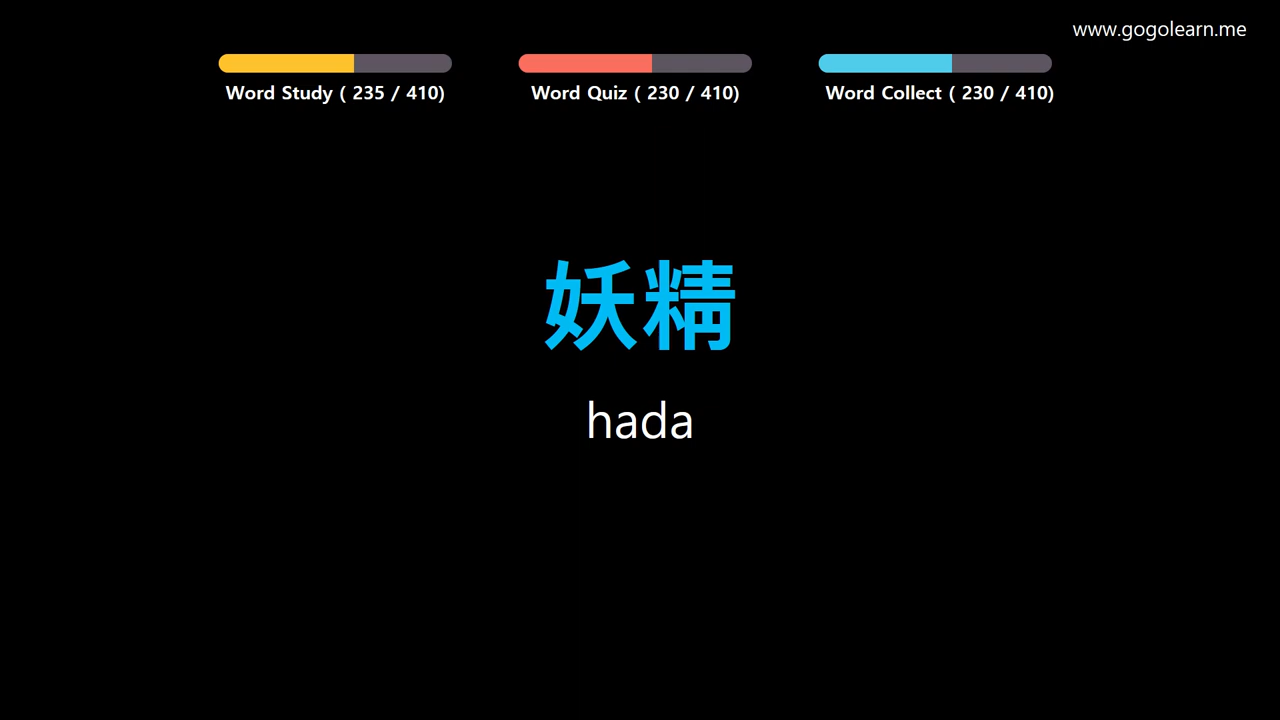 www.gogolearn.me
Word Study ( 235 / 410)
Word Quiz ( 230 / 410)
Word Collect ( 230 / 410)
妖精
hada